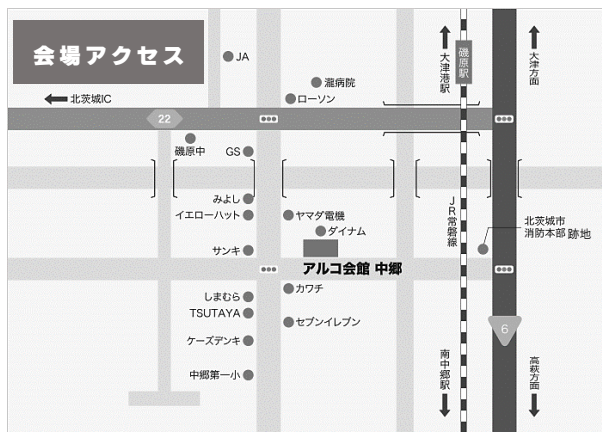 会場アクセス
JA
瀧病院
ローソン
北茨城IC
22
磯原中
GS
大津港駅
磯原駅
大津方面
みよし
イエローハット
ヤマダ電機
ダイナム
サンキ
アルコ会館 中郷
JR常磐線
北茨城市
消防本部 跡地
しまむら
TSUTAYA
カワチ
セブンイレブン
ケーズデンキ
中郷第一小
6
南中郷駅
高萩方面